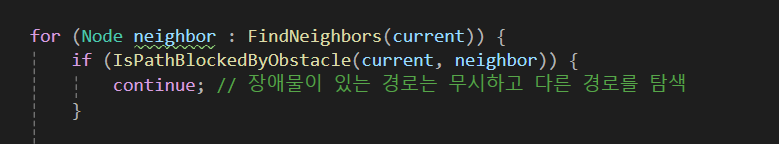 for (Node neighbor : FindNeighbors(current)) {
if (IsPathBlockedByObstacle(current, neighbor)) {
continue; // 장애물이 있는 경로는 무시하고 다른 경로를 탐색
}